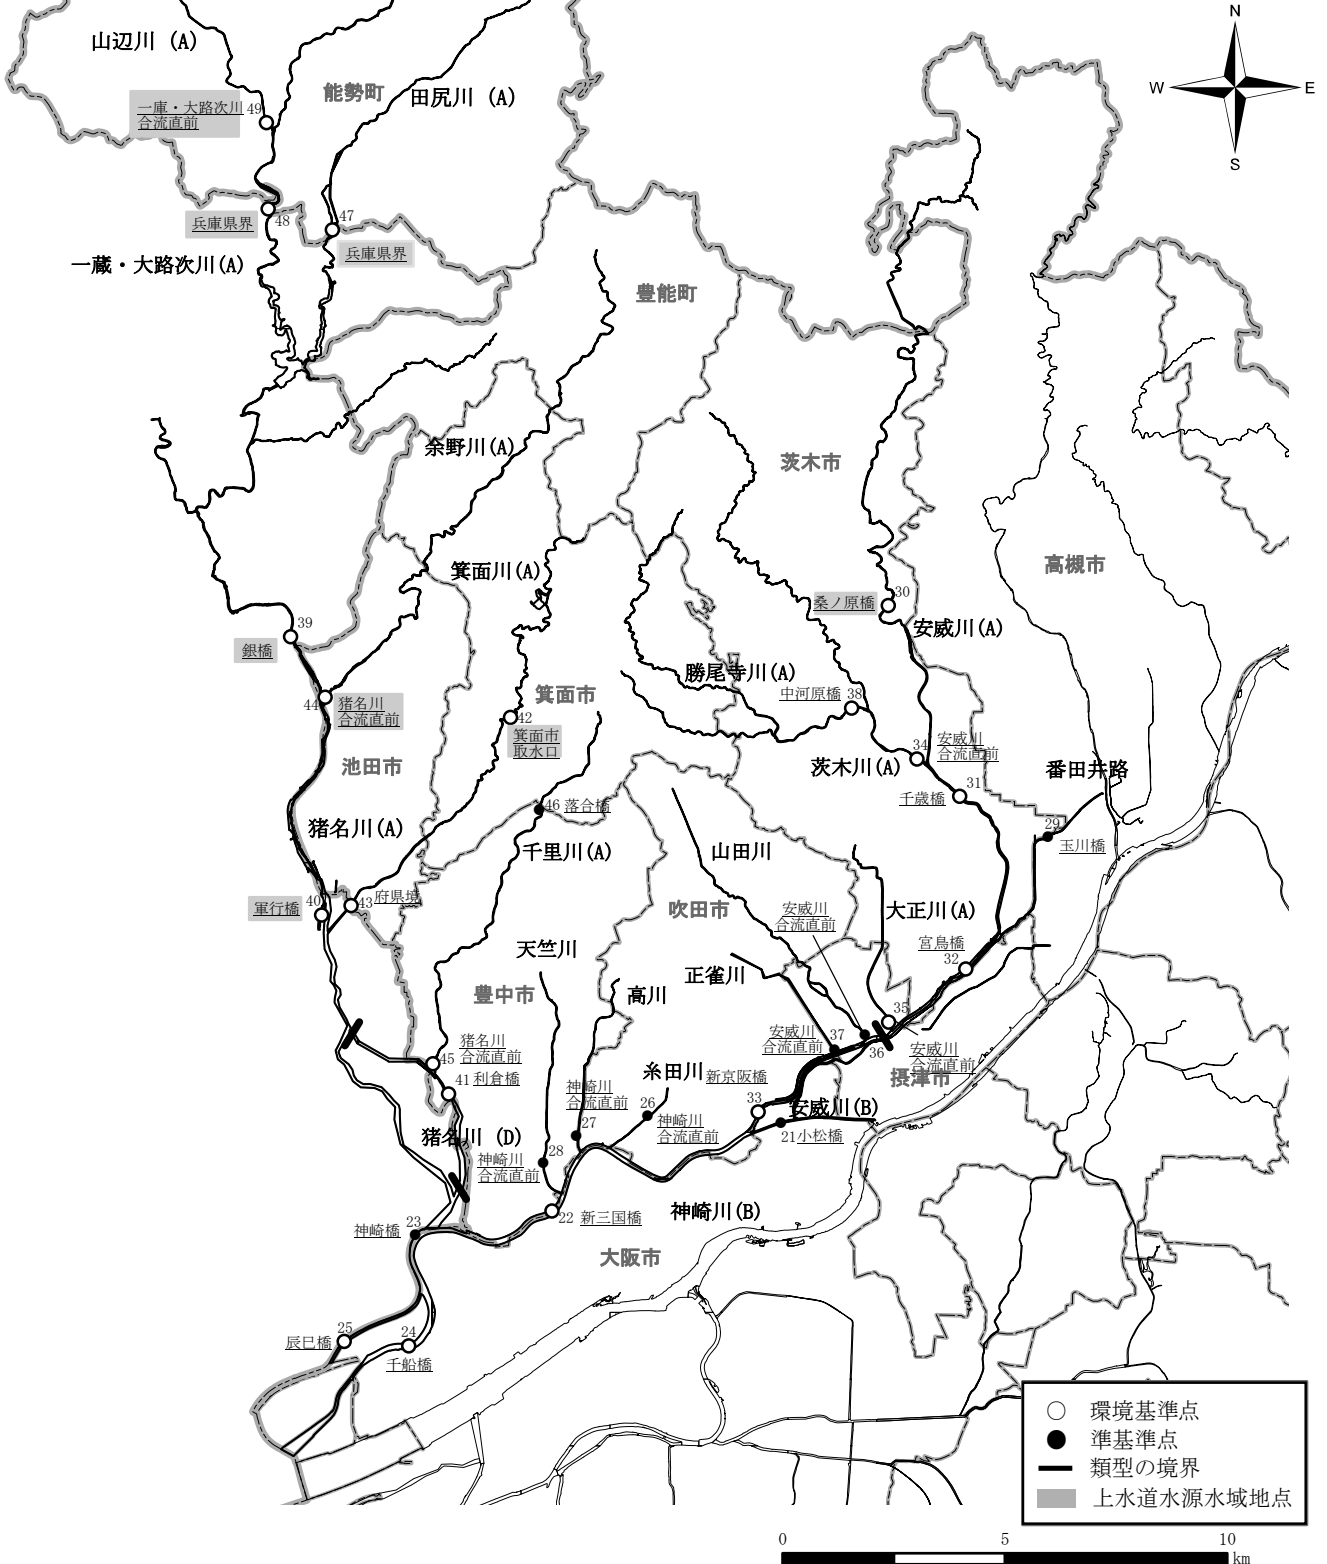 N
山辺川 (A)
W
E
能勢町
田尻川 (A)
一庫・大路次川
合流直前
49
S
兵庫県界
48
47
兵庫県界
一蔵・大路次川(A)
豊能町
余野川(A)
茨木市
高槻市
箕面川(A)
30
桑ノ原橋
39
安威川(A)
銀橋
勝尾寺川(A)
箕面市
中河原橋
38
44
猪名川
合流直前
42
箕面市
取水口
34
安威川
合流直前
池田市
茨木川(A)
番田井路
31
千歳橋
46
落合橋
猪名川(A)
29
玉川橋
千里川(A)
山田川
40
軍行橋
43
府県境
吹田市
安威川
合流直前
大正川(A)
天竺川
宮鳥橋
32
正雀川
豊中市
高川
35
猪名川
合流直前
45
安威川
合流直前
37
36
安威川
合流直前
摂津市
41
利倉橋
神崎川
合流直前
糸田川
新京阪橋
26
33
安威川(B)
猪名川 (D)
27
神崎川
合流直前
21
小松橋
28
神崎川
合流直前
22
新三国橋
神崎川(B)
23
神崎橋
大阪市
25
辰巳橋
24
千船橋
環境基準点
準基準点
類型の境界
上水道水源水域地点
0
5
10
km